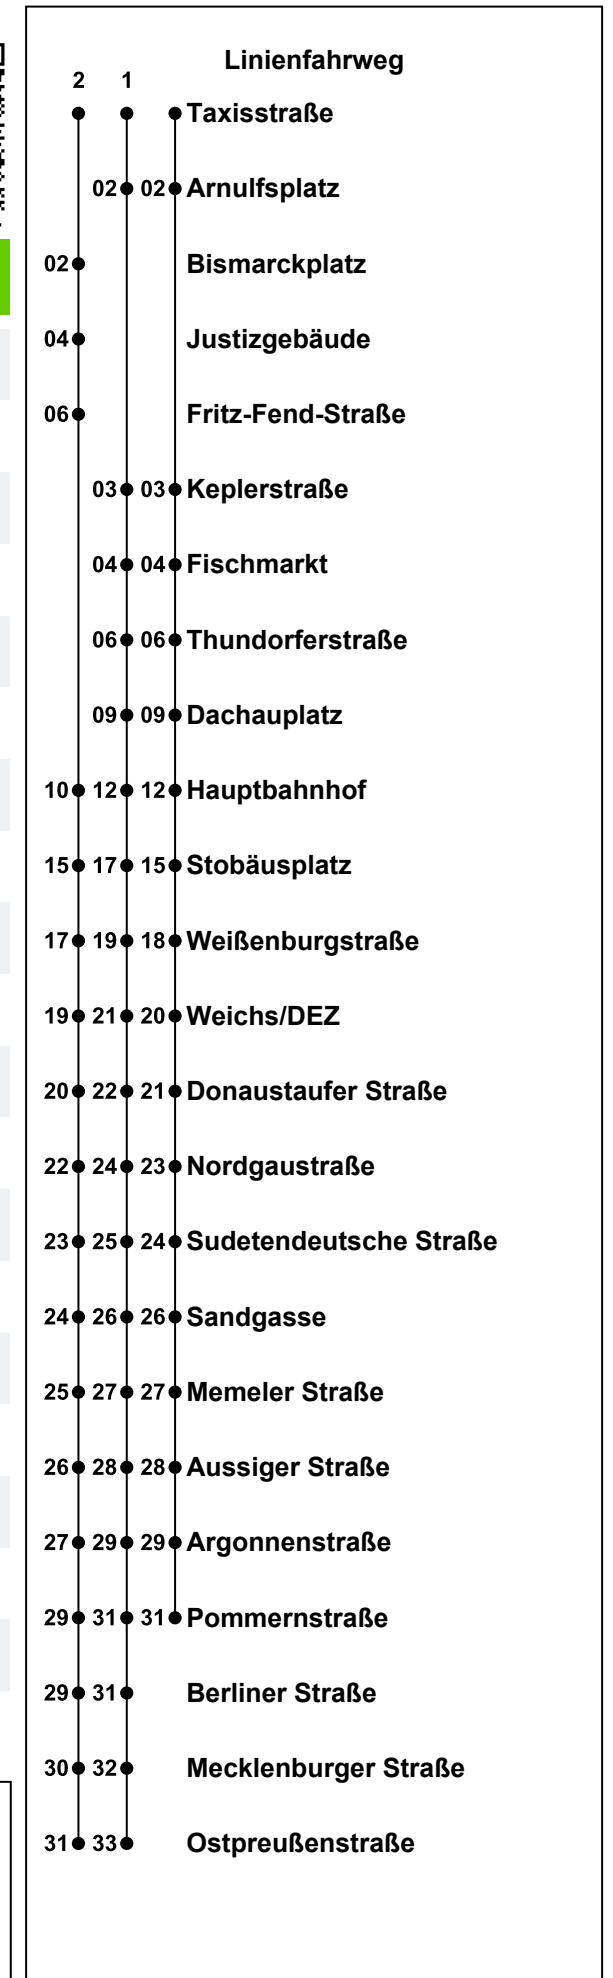 Linienfahrweg
2 1
Taxisstraße
02 02 Arnulfsplatz
02 Bismarckplatz
04 Justizgebäude
06 Fritz-Fend-Straße
03 03 Keplerstraße
04 04 Fischmarkt
06 06 Thundorferstraße
09 09 Dachauplatz
10 12 12 Hauptbahnhof
15 17 15 Stobäusplatz
17 19 18 Weißenburgstraße
19 21 20 Weichs/DEZ
20 22 21 Donaustaufer Straße
22 24 23 Nordgaustraße
23 25 24 Sudetendeutsche Straße
24 26 26 Sandgasse
25 27 27 Memeler Straße
26 28 28 Aussiger Straße
27 29 29 Argonnenstraße
29 31 31 Pommernstraße
29 31 Berliner Straße
30 32 Mecklenburger Straße
31 33 Ostpreußenstraße